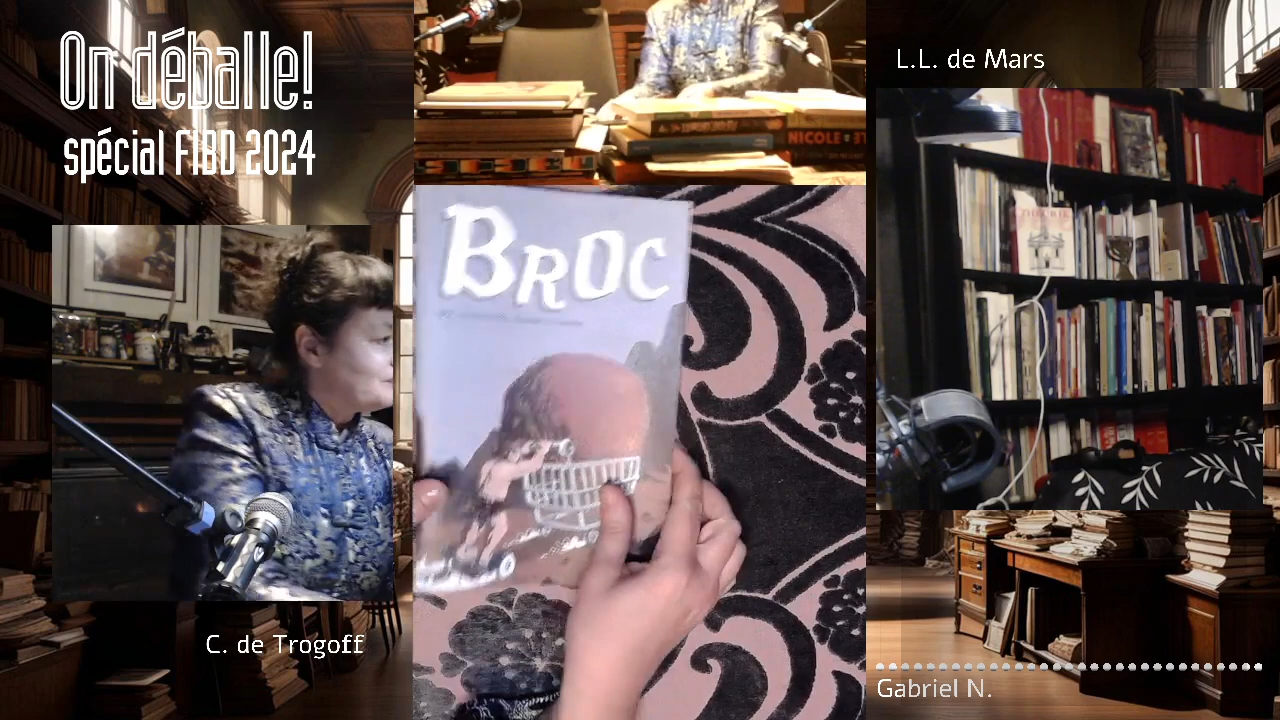 On déballe!
spécial FIBD 2024
L.L. de Mars
NICOLE
BROC
C. de Trogoff
Gabriel N.